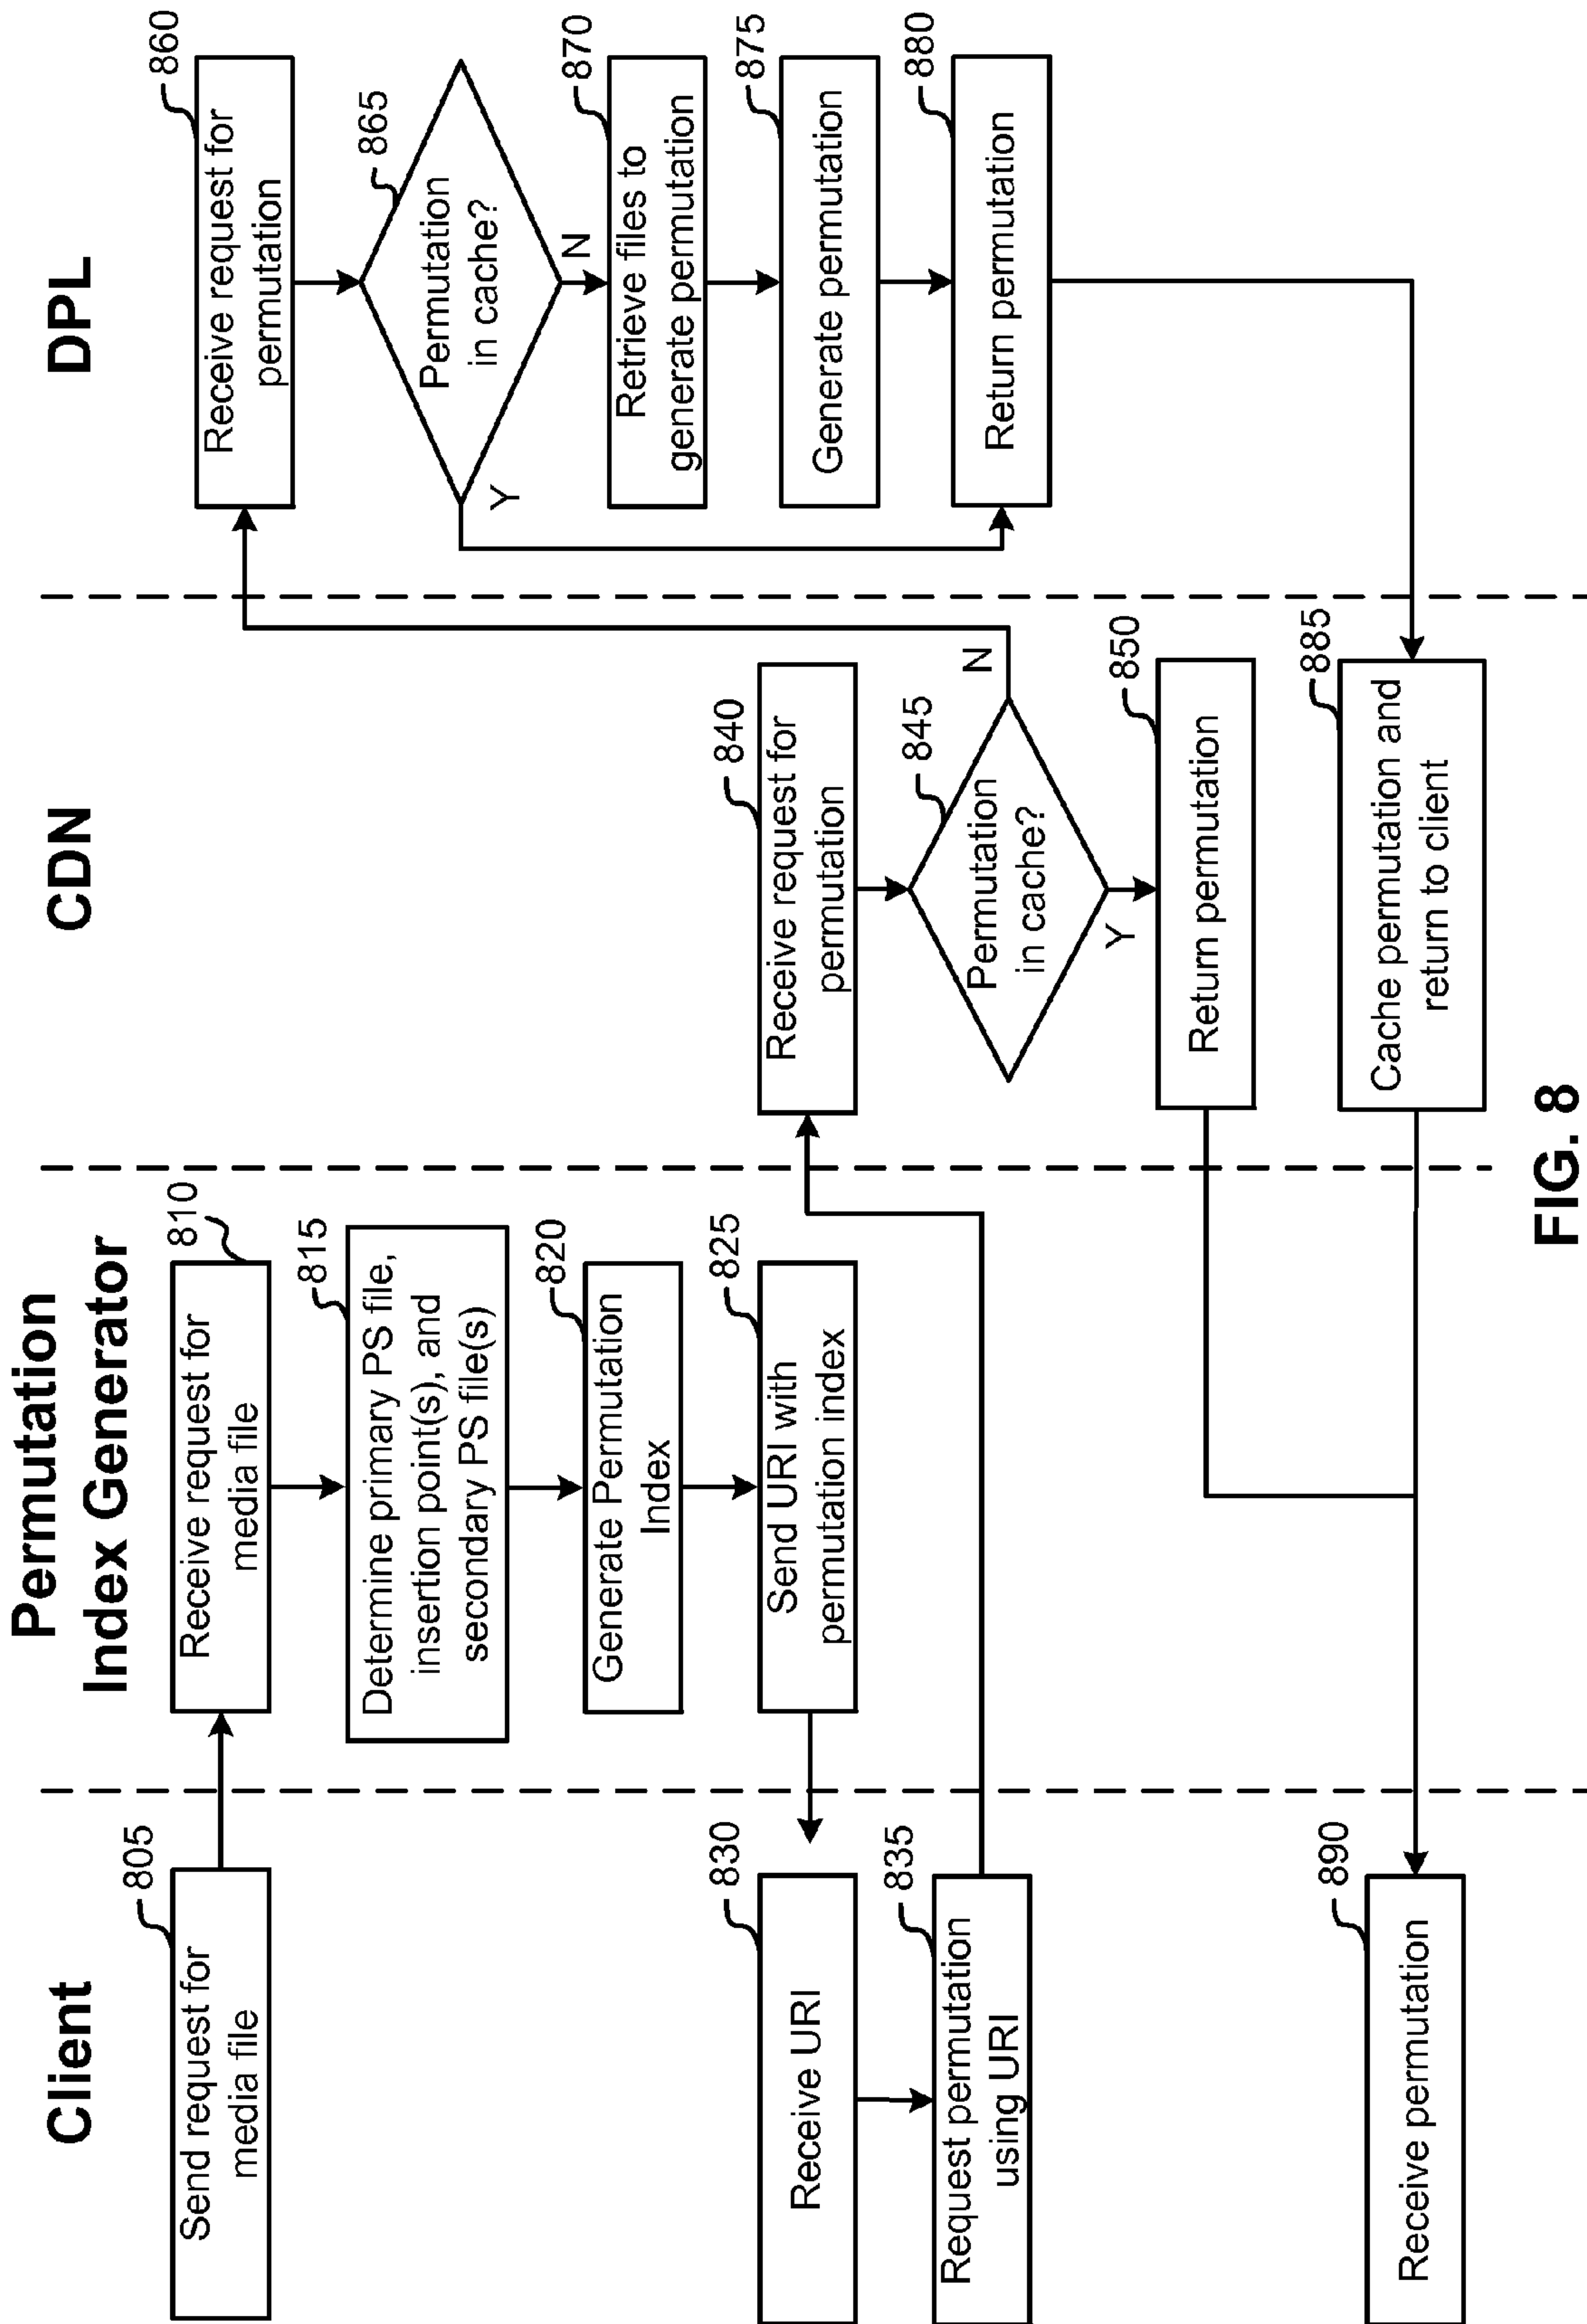 Client
805
Send request for
media file
830
Receive URI
835
Request permutation
using URI
890
Receive permutation
Permutation
Index Generator
810
Receive request for
media file
815
Determine primary PS file,
insertion point(s), and
secondary PS file(s)
820
Generate Permutation
Index
825
Send URI with
permutation index
CDN
840
Receive request for
permutation
845
Permutation
in cache?
N
Y
850
Return permutation
885
Cache permutation and
return to client
DPL
860
Receive request for
permutation
865
Permutation
in cache?
Y
N
870
Retrieve files to
generate permutation
875
Generate permutation
880
Return permutation
FIG. 8